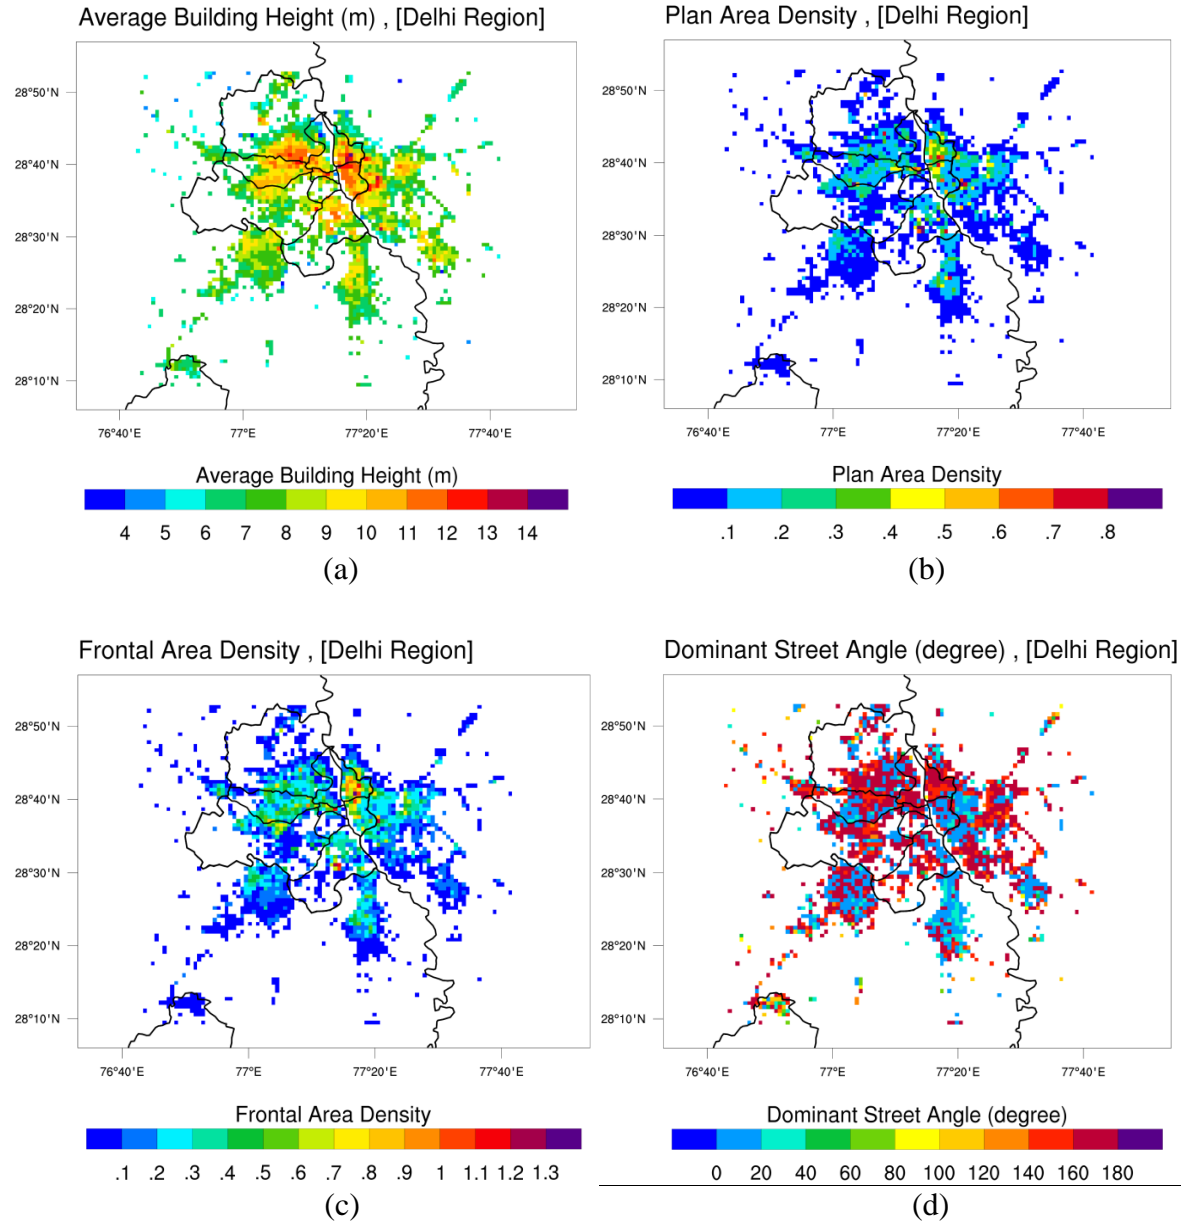 Average Building Height (m) , [Delhi Region]
28°50'N
28°40'N
28°30'N
28°20'N
28°10'N
76°40'E 77°E 77°20'E 77°40'E
Average Building Height (m)
4 5 6 7 8 9 10 11 12 13 14
(a)
Plan Area Density , [Delhi Region]
28°50'N
28°40'N
28°30'N
28°20'N
28°10'N
76°40'E 77°E 77°20'E 77°40'E
Plan Area Density
.1 .2 .3 .4 .5 .6 .7 .8
(b)
Frontal Area Density , [Delhi Region]
28°50'N
28°40'N
28°30'N
28°20'N
28°10'N
76°40'E 77°E 77°20'E 77°40'E
Frontal Area Density
.1 .2 .3 .4 .5 .6 .7 .8 .9 1 1.1 1.2 1.3
(c)
Dominant Street Angle (degree) , [Delhi Region]
28°50'N
28°40'N
28°30'N
28°20'N
28°10'N
76°40'E 77°E 77°20'E 77°40'E
Dominant Street Angle (degree)
0 20 40 60 80 100 120 140 160 180
(d)